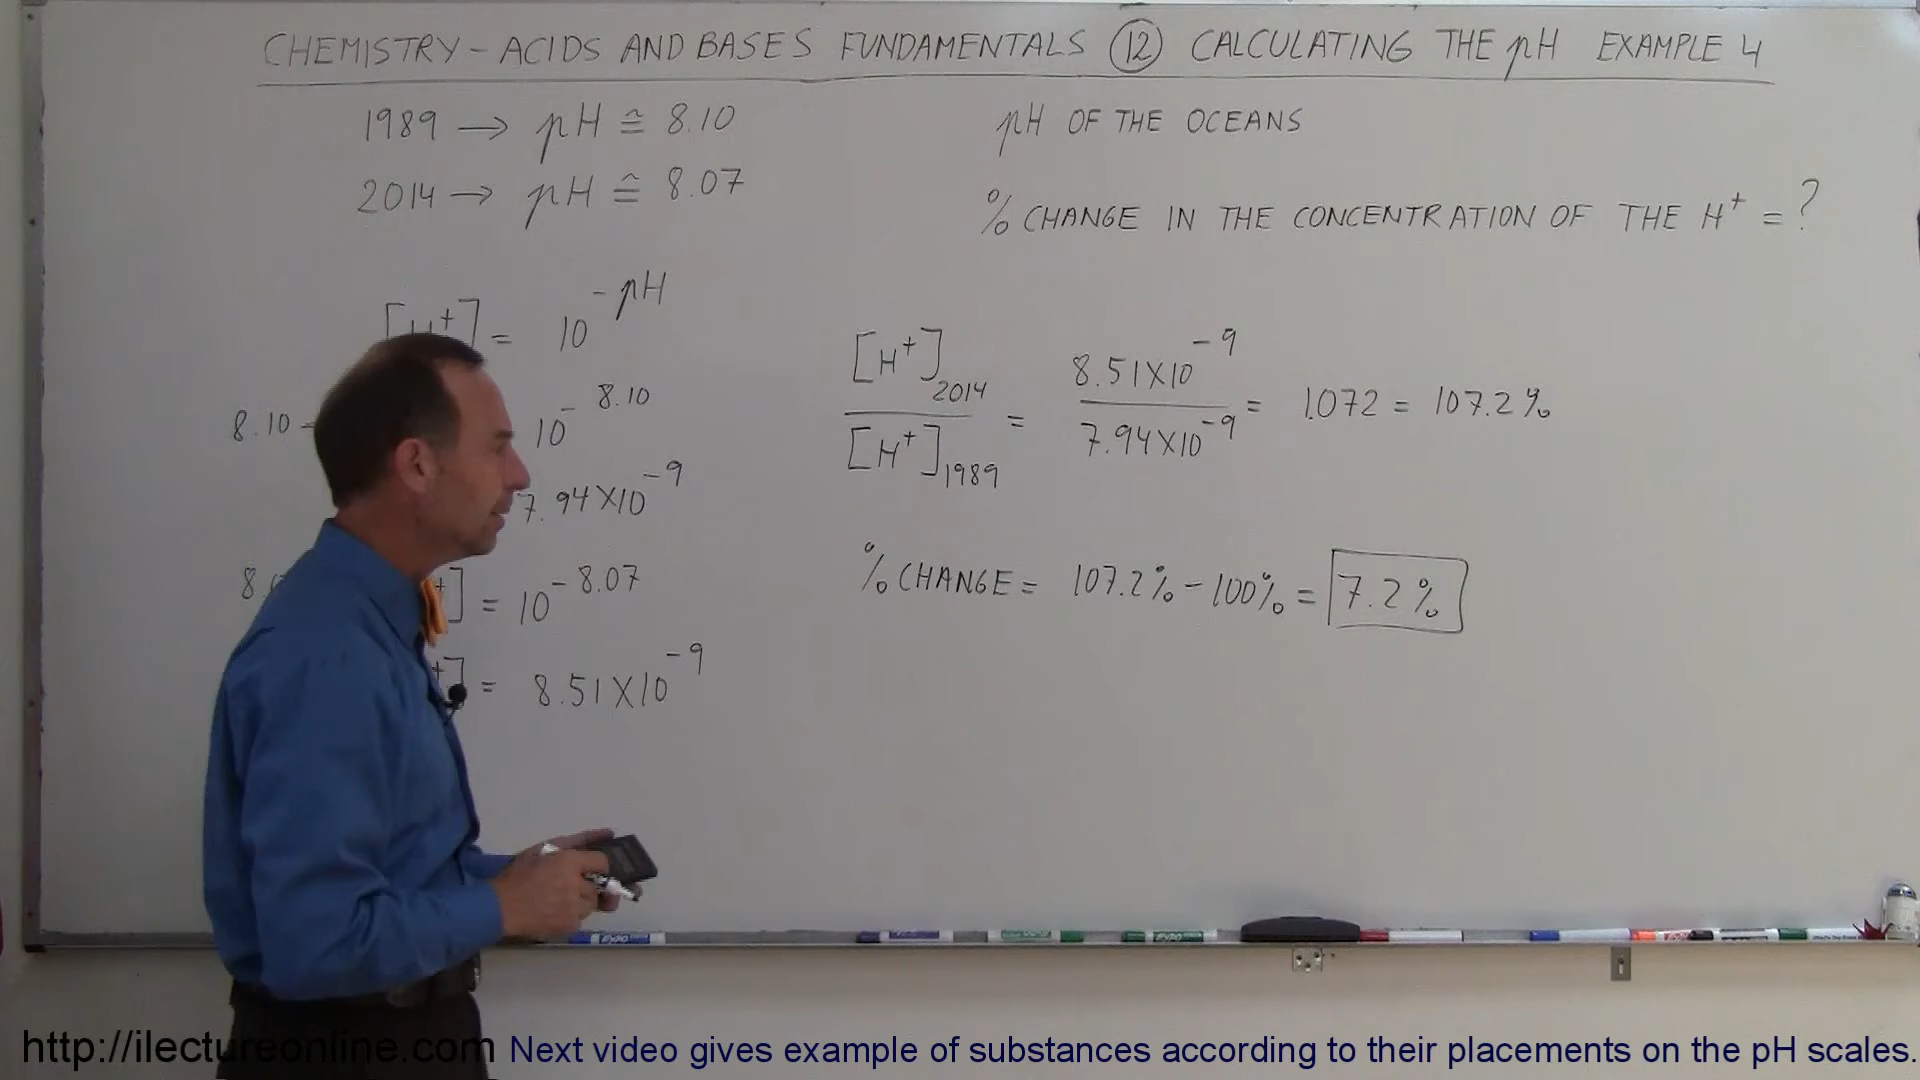 CHEMISTRY - ACIDS AND BASES FUNDAMENTALS (12) CALCULATING THE pH EXAMPLE 4
1989 → pH ≅ 8.10
2014 → pH ≅ 8.07
pH OF THE OCEANS
% CHANGE IN THE CONCENTRATION OF THE H⁺ = ?
[H⁺] = 10^-pH
8.10
10^-8.10
7.94 X 10^-9
8.
⁺] = 10^-8.07
⁺] = 8.51 X 10^-9
[H⁺]2014 / [H⁺]1989 = 8.51 X 10^-9 / 7.94 X 10^-9 = 1.072 = 107.2 %
% CHANGE = 107.2% - 100% = 7.2 %
EXPO
EXPO
http://ilectureonline.com Next video gives example of substances according to their placements on the pH scales.